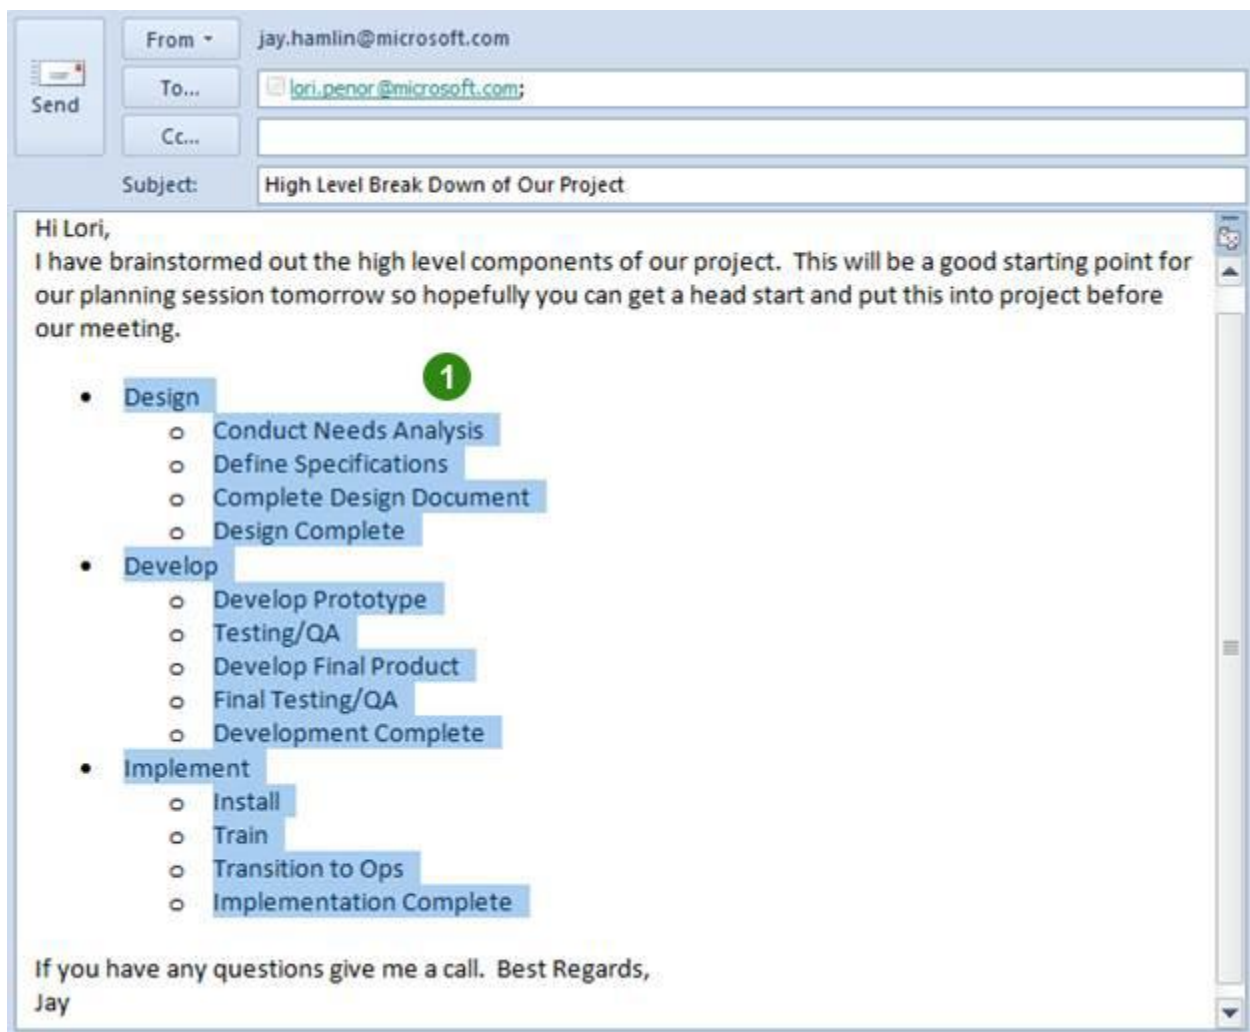 From
jay.hamlin@microsoft.com
Send
To...
lori.penor@microsoft.com;
Cc...
Subject:
High Level Break Down of Our Project
Hi Lori,
I have brainstormed out the high level components of our project.  This will be a good starting point for
our planning session tomorrow so hopefully you can get a head start and put this into project before
our meeting.
1
• Design
o Conduct Needs Analysis
o Define Specifications
o Complete Design Document
o Design Complete
• Develop
o Develop Prototype
o Testing/QA
o Develop Final Product
o Final Testing/QA
o Development Complete
• Implement
o Install
o Train
o Transition to Ops
o Implementation Complete
If you have any questions give me a call.  Best Regards,
Jay